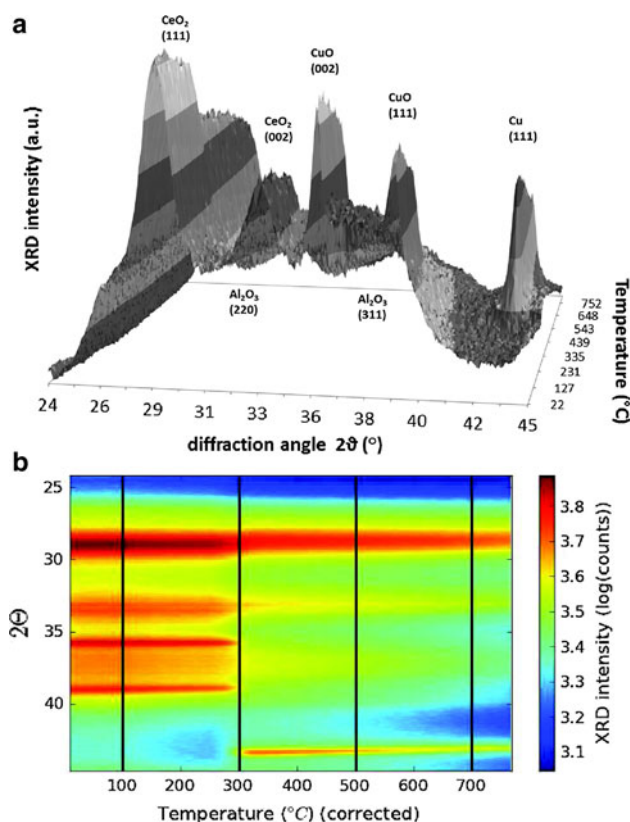 a
CeO₂
(111)
CuO
(002)
CeO₂
(002)
CuO
(111)
Cu
(111)
XRD intensity (a.u.)
Al₂O₃
(220)
Al₂O₃
(311)
752
648
543
439
335
231
127
22
Temperature (°C)
24 26 29 31 33 36 38 40 42 45
diffraction angle 2ϑ (°)
b
25
30
35
40
2Θ
100 200 300 400 500 600 700
Temperature (°C) (corrected)
3.8
3.7
3.6
3.5
3.4
3.3
3.2
3.1
XRD intensity (log(counts))